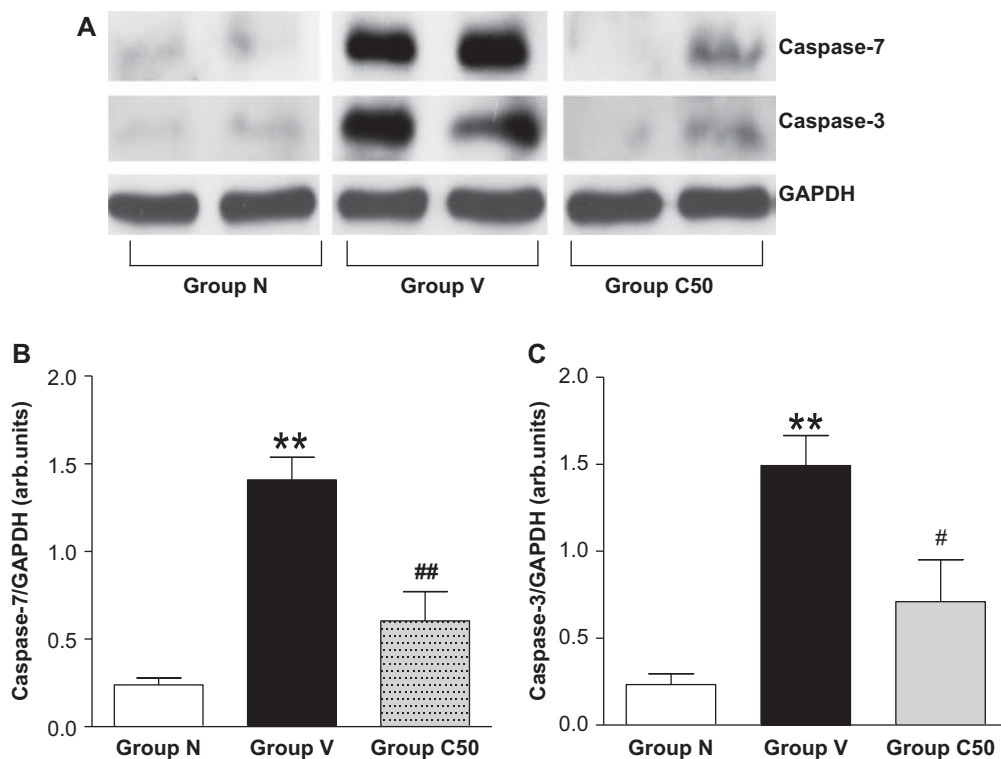 A
Caspase-7
Caspase-3
GAPDH
Group N Group V Group C50
B
Caspase-7/GAPDH (arb.units)
2.0
1.5
1.0
0.5
0.0
**
##
Group N Group V Group C50
C
Caspase-3/GAPDH (arb.units)
2.0
1.5
1.0
0.5
0.0
**
#
Group N Group V Group C50